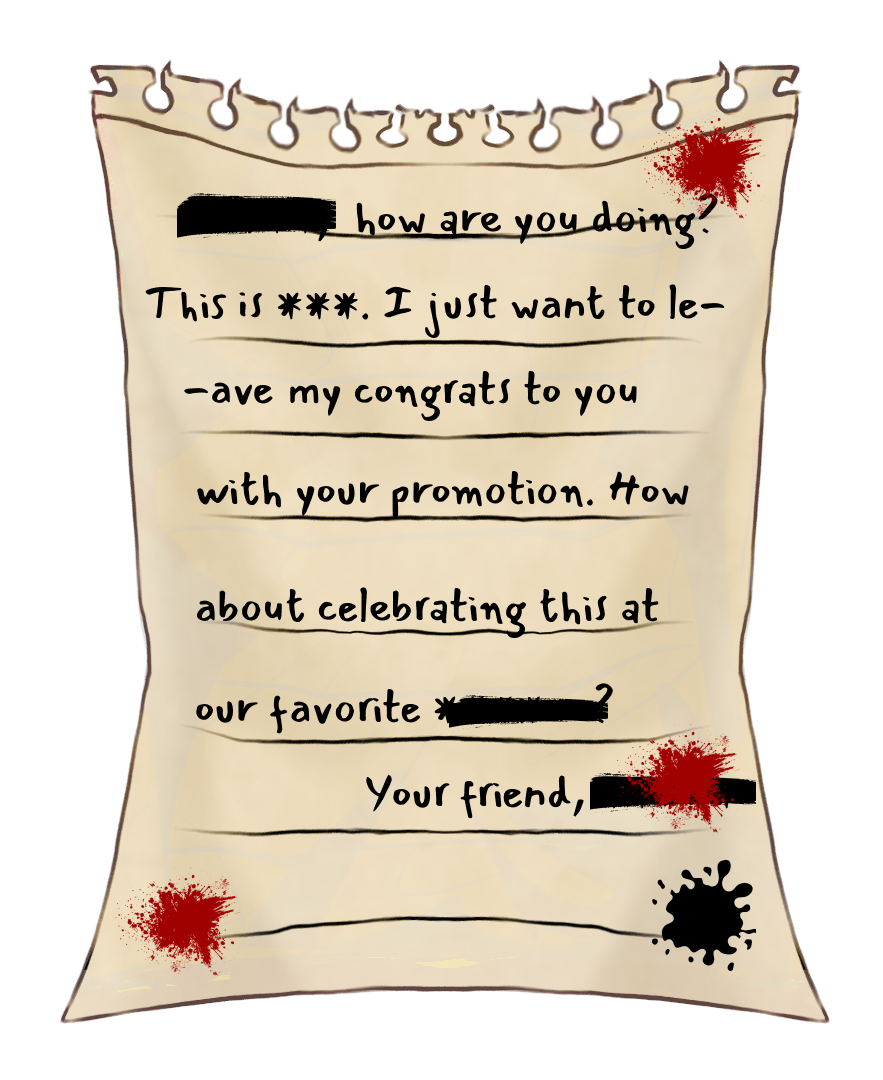 , how are you doing?
This is ***. I just want to le-
-ave my congrats to you
with your promotion. How
about celebrating this at
our favorite *?
Your friend,